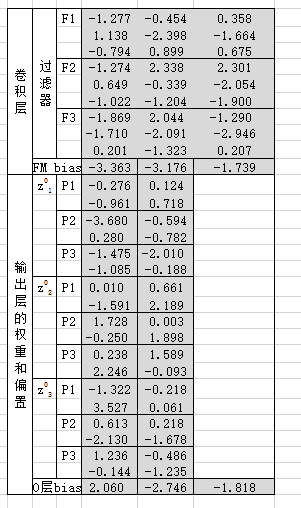 卷积层 过滤器 F1 -1.277 -0.454 0.358
1.138 -2.398 -1.664
-0.794 0.899 0.675
F2 -1.274 2.338 2.301
0.649 -0.339 -2.054
-1.022 -1.204 -1.900
F3 -1.869 2.044 -1.290
-1.710 -2.091 -2.946
0.201 -1.323 0.207
FM bias -3.363 -3.176 -1.739
输出层的权重和偏置 z⁰₁ P1 -0.276 0.124
-0.961 0.718
P2 -3.680 -0.594
0.280 -0.782
P3 -1.475 -2.010
-1.085 -0.188
z⁰₂ P1 0.010 0.661
-1.591 2.189
P2 1.728 0.003
-0.250 1.898
P3 0.238 1.589
2.246 -0.093
z⁰₃ P1 -1.322 -0.218
3.527 0.061
P2 0.613 0.218
-2.130 -1.678
P3 1.236 -0.486
-0.144 -1.235
O层bias 2.060 -2.746 -1.818